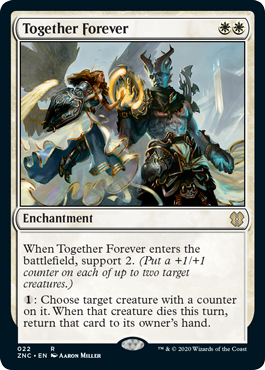 Together Forever
Enchantment
When Together Forever enters the
battlefield, support 2. (Put a +1/+1
counter on each of up to two target
creatures.)
1: Choose target creature with a counter
on it. When that creature dies this turn,
return that card to its owner's hand.
022 R
ZNC • EN Aaron Miller
™ & © 2020 Wizards of the Coast